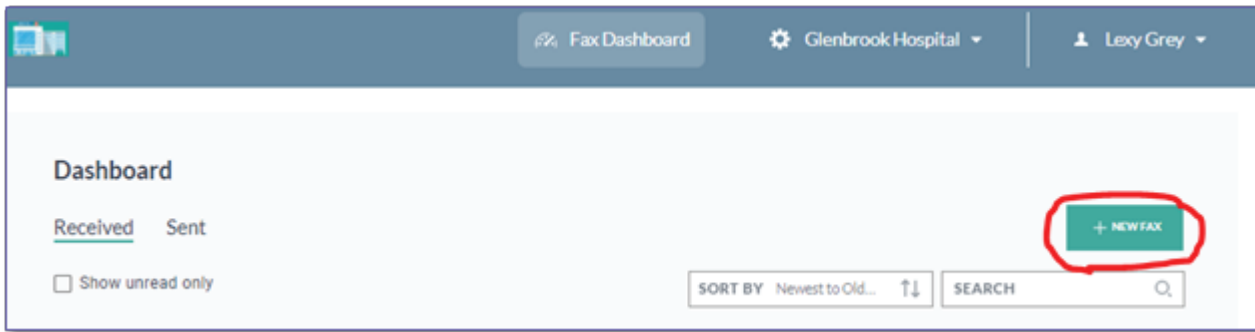 Fax Dashboard Glenbrook Hospital Lexy Grey
Dashboard
Received Sent
+ NEW FAX
Show unread only
SORT BY Newest to Old... SEARCH